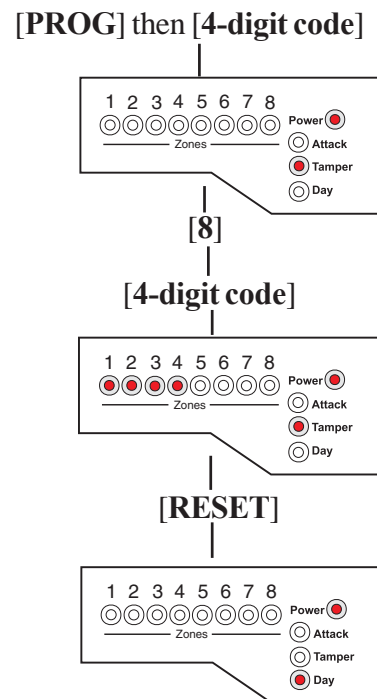 [PROG] then [4-digit code]
1 2 3 4 5 6 7 8
Power
Attack
Zones
Tamper
Day
[8]
[4-digit code]
1 2 3 4 5 6 7 8
Power
Attack
Zones
Tamper
Day
[RESET]
1 2 3 4 5 6 7 8
Power
Attack
Zones
Tamper
Day